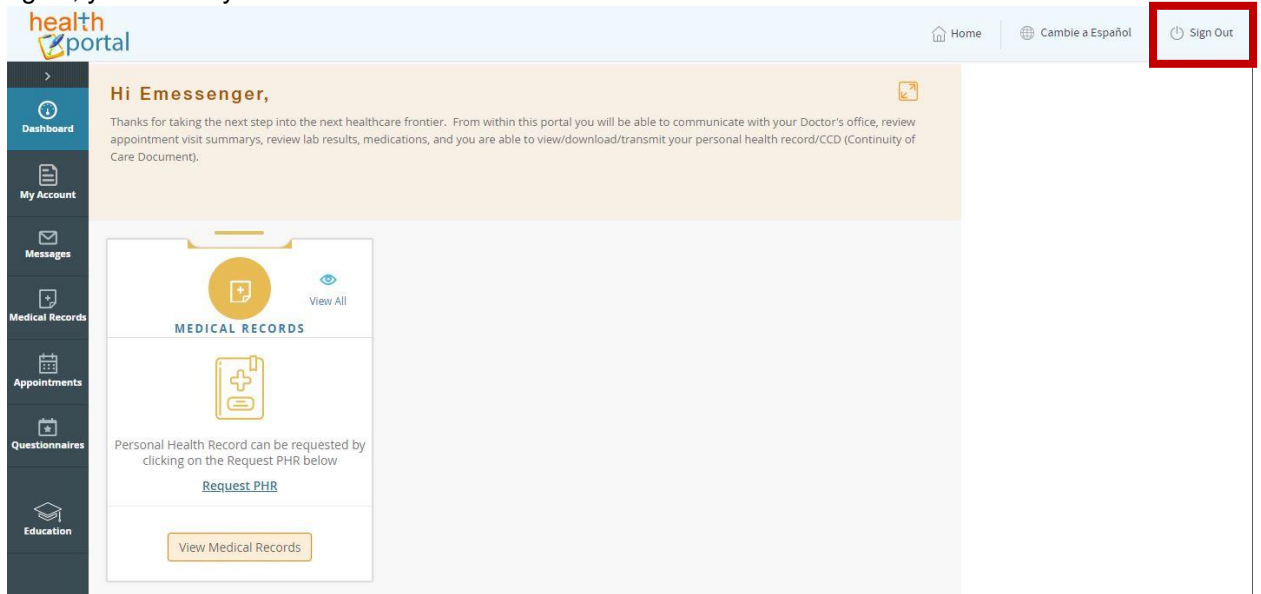 health
portal
Home
Cambie a Español
Sign Out
>
Dashboard
My Account
Messages
Medical Records
Appointments
Questionnaires
Education
Hi Emessenger,
Thanks for taking the next step into the next healthcare frontier. From within this portal you will be able to communicate with your Doctor's office, review
appointment visit summarys, review lab results, medications, and you are able to view/download/transmit your personal health record/CCD (Continuity of
Care Document).
View All
MEDICAL RECORDS
Personal Health Record can be requested by
clicking on the Request PHR below
Request PHR
View Medical Records